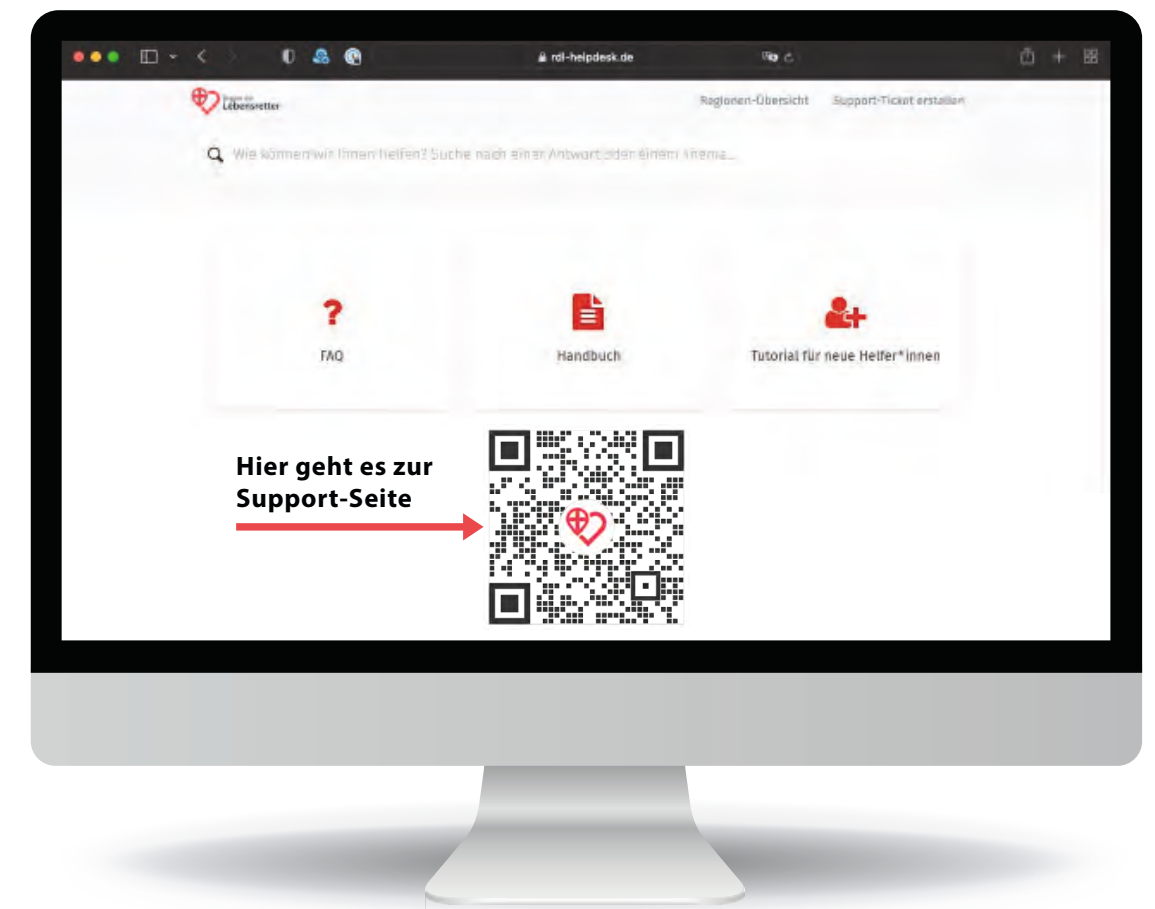 rdl-helpdesk.de
Lebensretter
Regionen-Übersicht Support-Ticket erstellen
Wie können wir Ihnen helfen? Suche nach einer Antwort oder einem Thema...
?
FAQ
Handbuch
Tutorial für neue Helfer*innen
Hier geht es zur
Support-Seite